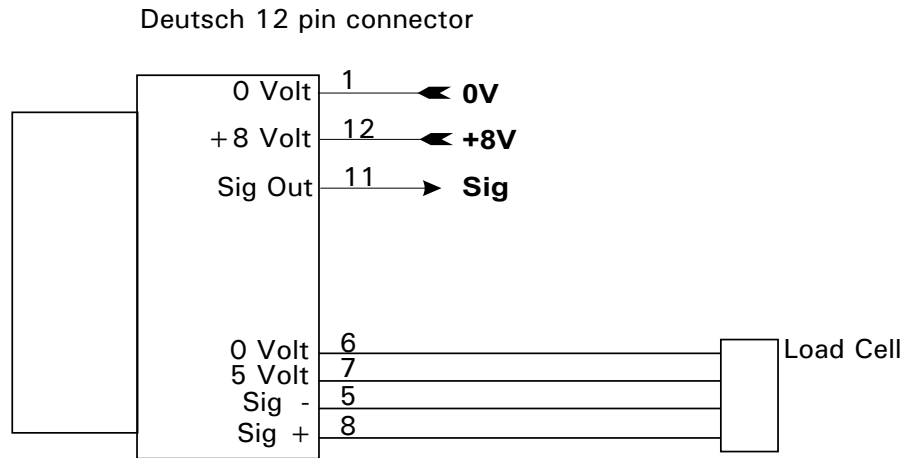 Deutsch 12 pin connector
0 Volt 1 0V
+8 Volt 12 +8V
Sig Out 11 Sig
0 Volt 6 Load Cell
5 Volt 7
Sig - 5
Sig + 8